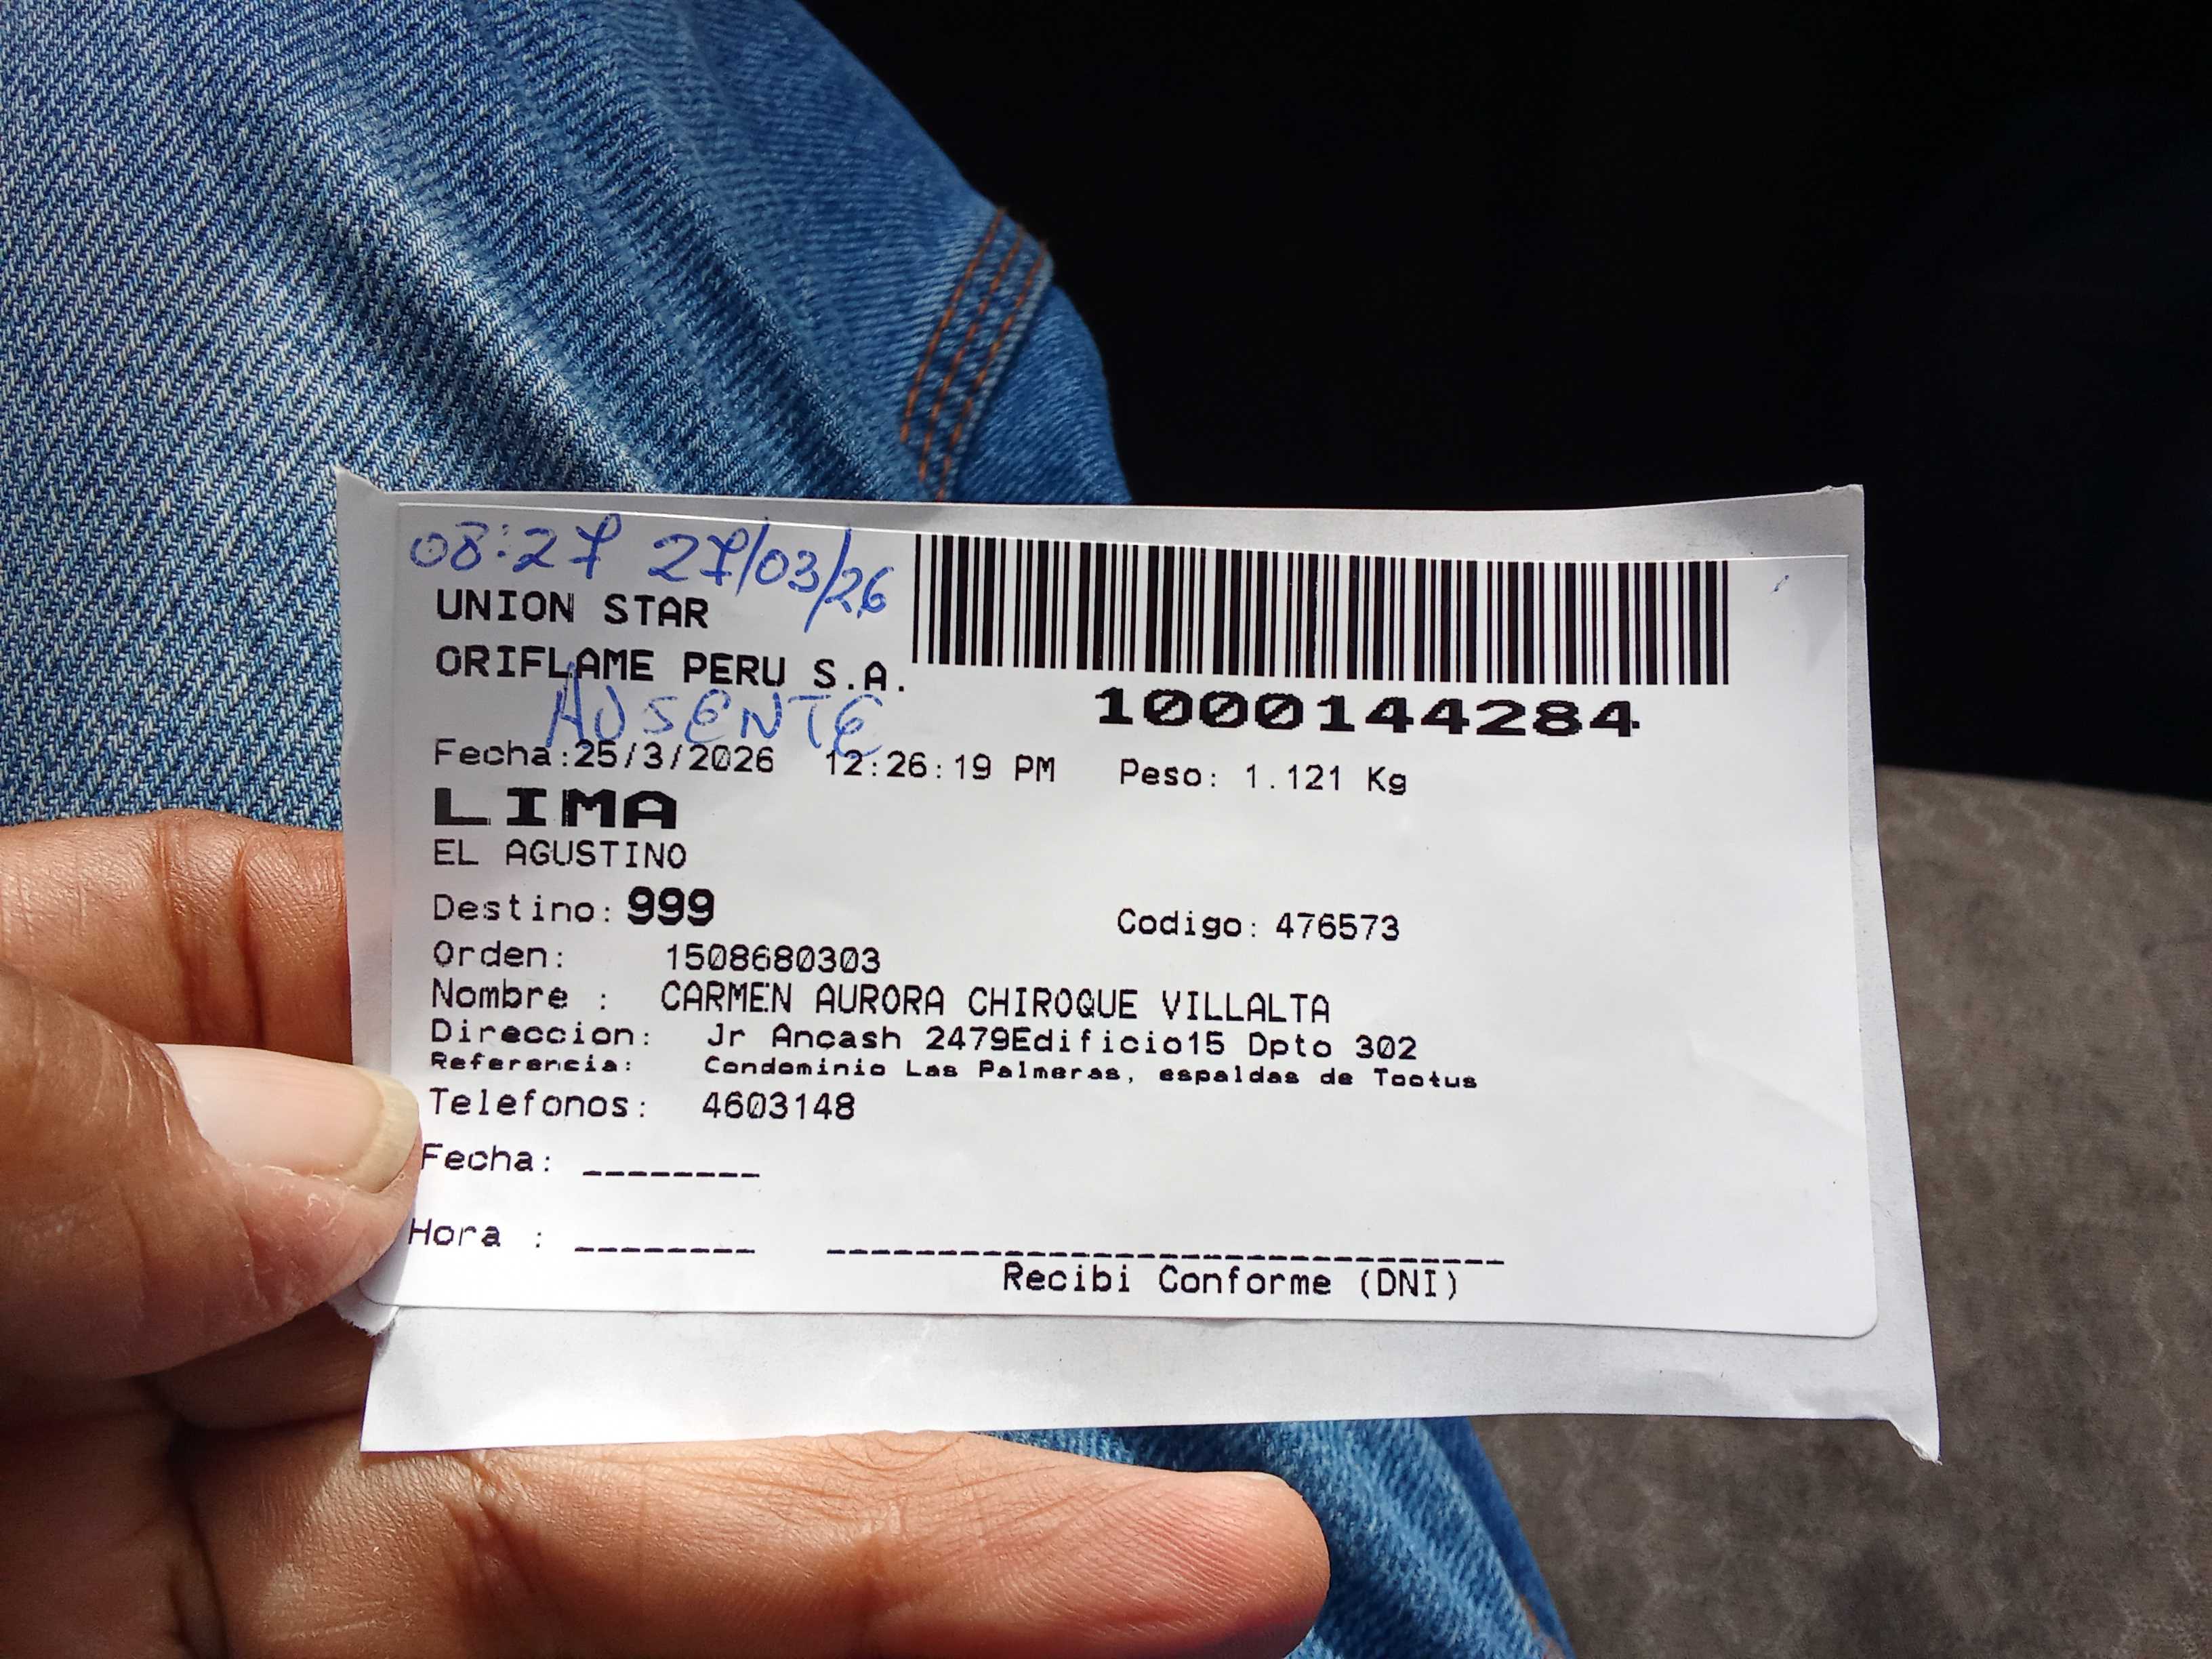 08:27 27/03/26
UNION STAR
ORIFLAME PERU S.A.
AUSENTE
1000144284
Fecha:25/3/2026 12:26:19 PM Peso: 1.121 Kg
LIMA
EL AGUSTINO
Destino: 999 Codigo: 476573
Orden: 1508680303
Nombre : CARMEN AURORA CHIROQUE VILLALTA
Direccion: Jr Ancash 2479Edificio15 Dpto 302
Referencia: Condominio Las Palmeras, espaldas de Tootus
Telefonos: 4603148
Fecha: --------
Hora : --------
Recibi Conforme (DNI)